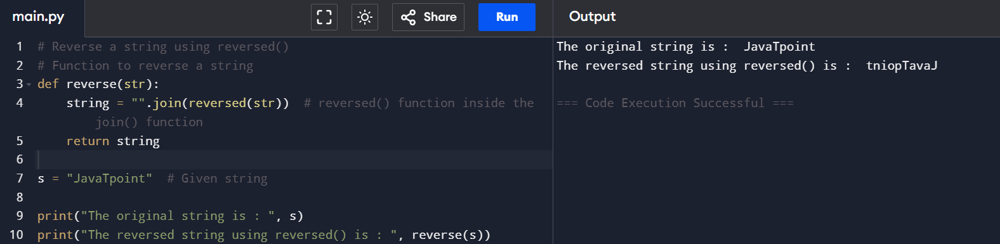 main.py
Share
Run
Output
1 # Reverse a string using reversed()
2 # Function to reverse a string
3 def reverse(str):
4     string = "".join(reversed(str))  # reversed() function inside the
        join() function
5     return string
6
7 s = "JavaTpoint"  # Given string
8
9 print("The original string is : ", s)
10 print("The reversed string using reversed() is : ", reverse(s))
The original string is :  JavaTpoint
The reversed string using reversed() is :  tniopTavaJ
=== Code Execution Successful ===